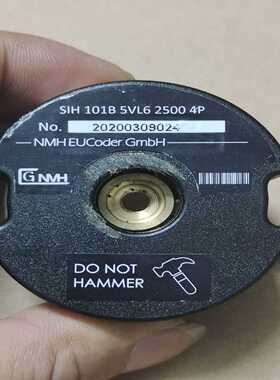 SIH 101B 5VL6 2500 4P
No. 20200309024
NMH EUCoder GmbH
G NMH
DO NOT
HAMMER